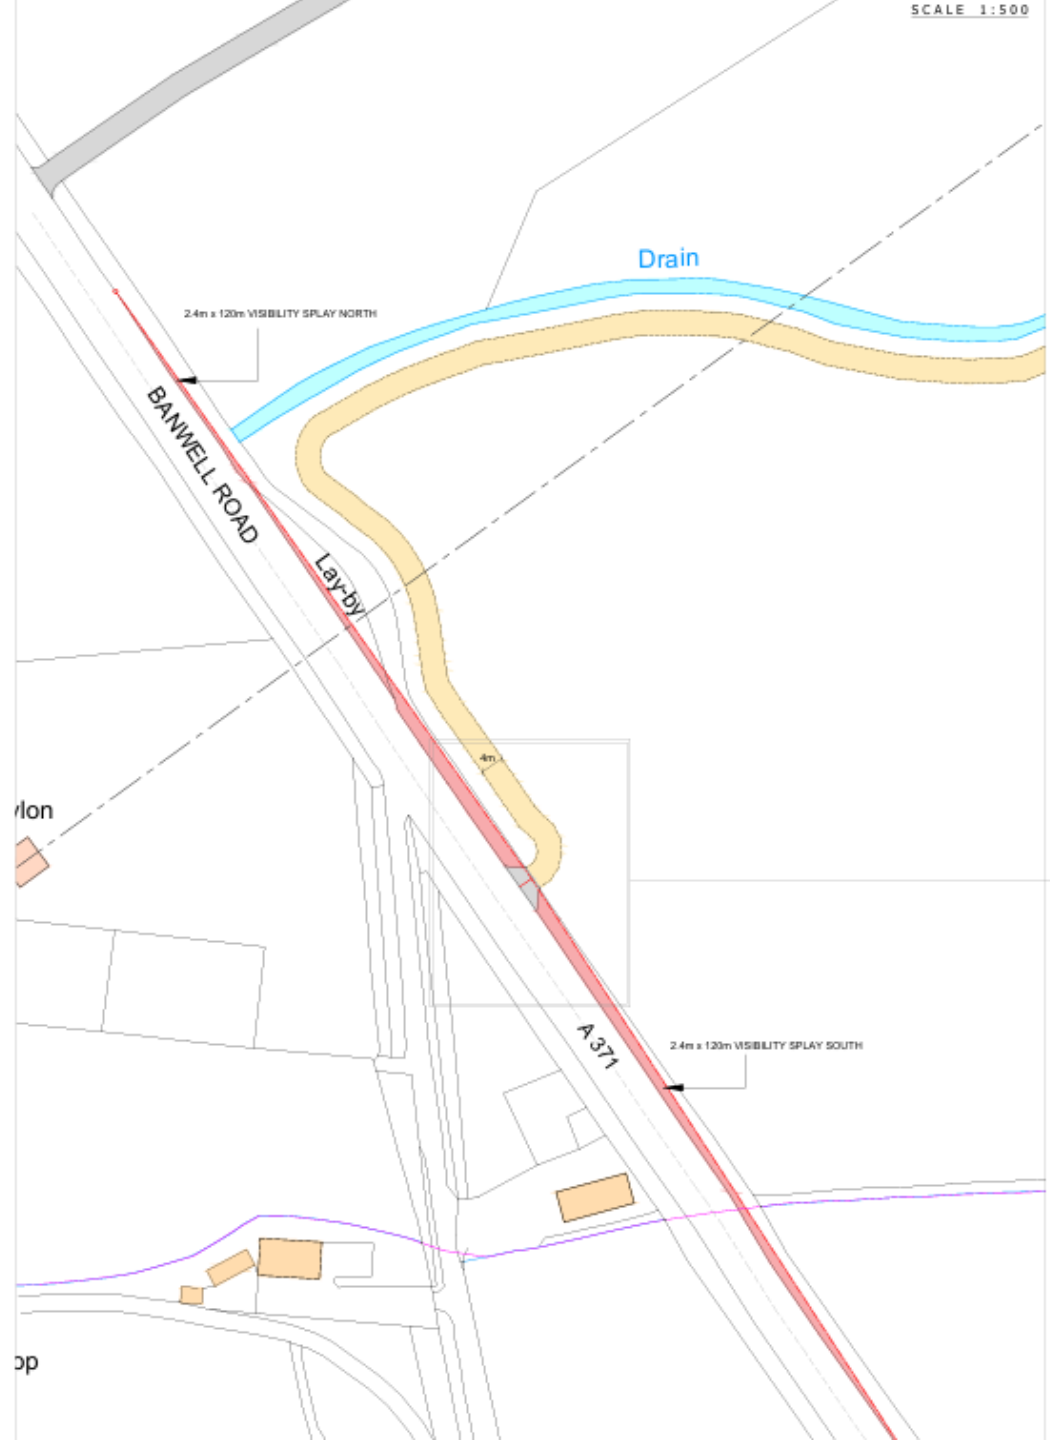 SCALE 1:500
Drain
2.4m x 120m VISIBILITY SPLAY NORTH
BANWELL ROAD
Lay-by
4m
ylon
A 371
2.4m x 120m VISIBILITY SPLAY SOUTH
op